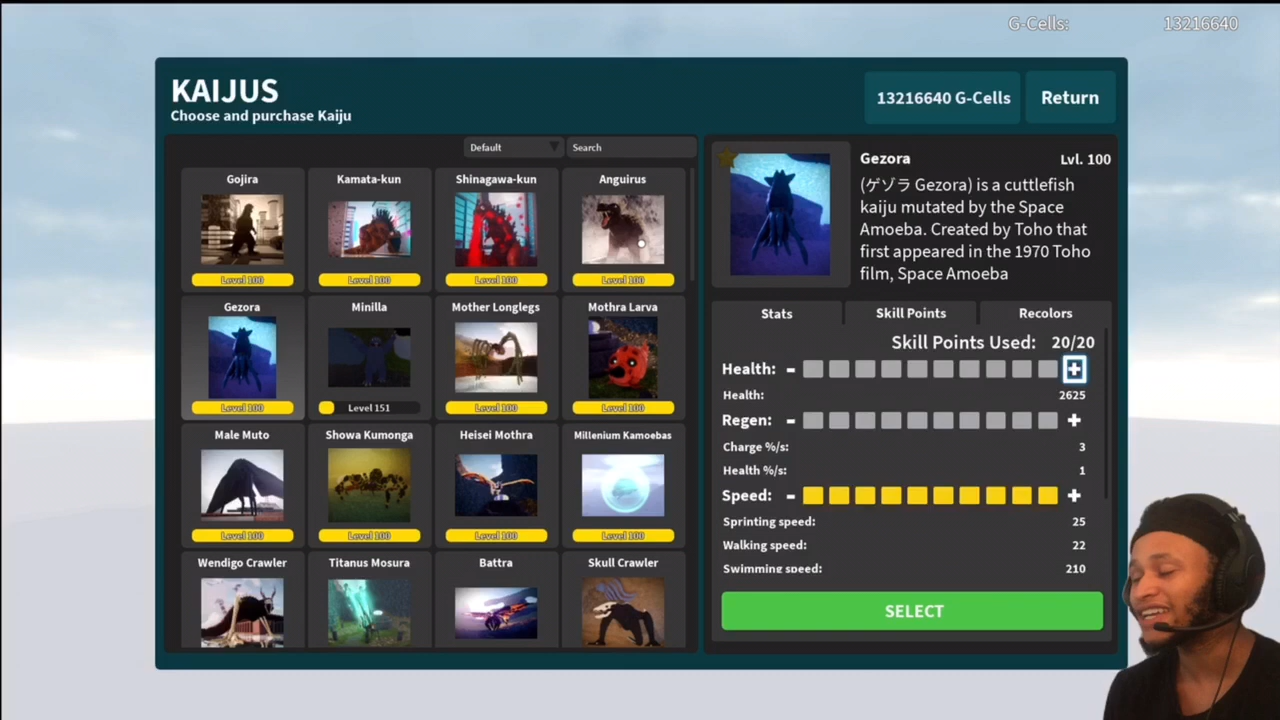 G-Cells: 13216640
KAIJUS
Choose and purchase Kaiju
13216640 G-Cells
Return
Default
Search
Gojira
Kamata-kun
Shinagawa-kun
Anguirus
Level 100
Level 100
Level 100
Level 100
Gezora
Minilla
Mother Longlegs
Mothra Larva
Level 100
Level 151
Level 100
Level 100
Male Muto
Showa Kumonga
Heisei Mothra
Millenium Kamoebas
Level 100
Level 100
Level 100
Level 100
Wendigo Crawler
Titanus Mosura
Battra
Skull Crawler
Gezora
Lvl. 100
(ゲゾラ Gezora) is a cuttlefish
kaiju mutated by the Space
Amoeba. Created by Toho that
first appeared in the 1970 Toho
film, Space Amoeba
Stats
Skill Points
Recolors
Skill Points Used: 20/20
Health: - +
Health: 2625
Regen: - +
Charge %/s: 3
Health %/s: 1
Speed: - +
Sprinting speed: 25
Walking speed: 22
Swimming speed: 210
SELECT